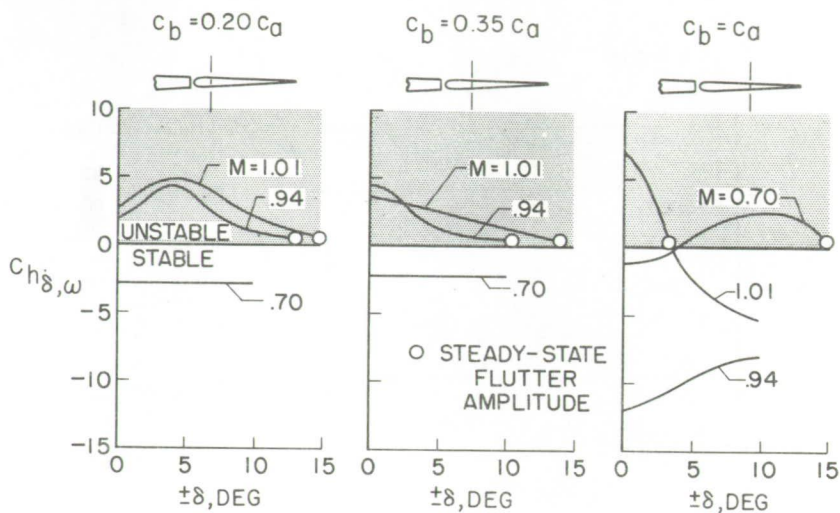 c_b = 0.20 c_a
c_b = 0.35 c_a
c_b = c_a
10
5
0
-5
-10
-15
C_hδ̇,ω
M = 1.01
.94
UNSTABLE
STABLE
.70
0 5 10 15
±δ, DEG
M = 1.01
.94
.70
○ STEADY-STATE
FLUTTER
AMPLITUDE
0 5 10 15
±δ, DEG
M = 0.70
1.01
.94
0 5 10 15
±δ, DEG